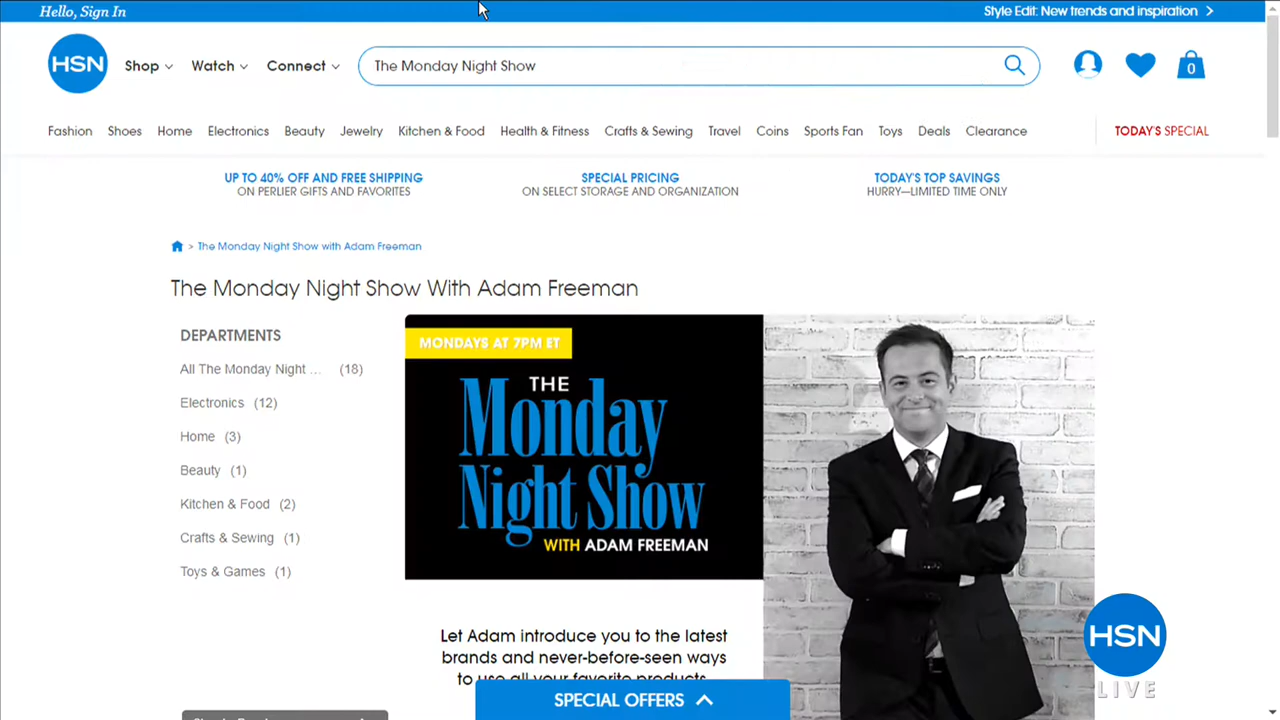 Hello, Sign In
Style Edit: New trends and inspiration
HSN
Shop
Watch
Connect
The Monday Night Show
0
Fashion
Shoes
Home
Electronics
Beauty
Jewelry
Kitchen & Food
Health & Fitness
Crafts & Sewing
Travel
Coins
Sports Fan
Toys
Deals
Clearance
TODAY'S SPECIAL
UP TO 40% OFF AND FREE SHIPPING
ON PERLIER GIFTS AND FAVORITES
SPECIAL PRICING
ON SELECT STORAGE AND ORGANIZATION
TODAY'S TOP SAVINGS
HURRY—LIMITED TIME ONLY
> The Monday Night Show with Adam Freeman
The Monday Night Show With Adam Freeman
DEPARTMENTS
All The Monday Night ... (18)
Electronics (12)
Home (3)
Beauty (1)
Kitchen & Food (2)
Crafts & Sewing (1)
Toys & Games (1)
MONDAYS AT 7PM ET
THE
Monday
Night Show
WITH ADAM FREEMAN
Let Adam introduce you to the latest
brands and never-before-seen ways
to use all your favorite products
SPECIAL OFFERS
HSN
LIVE